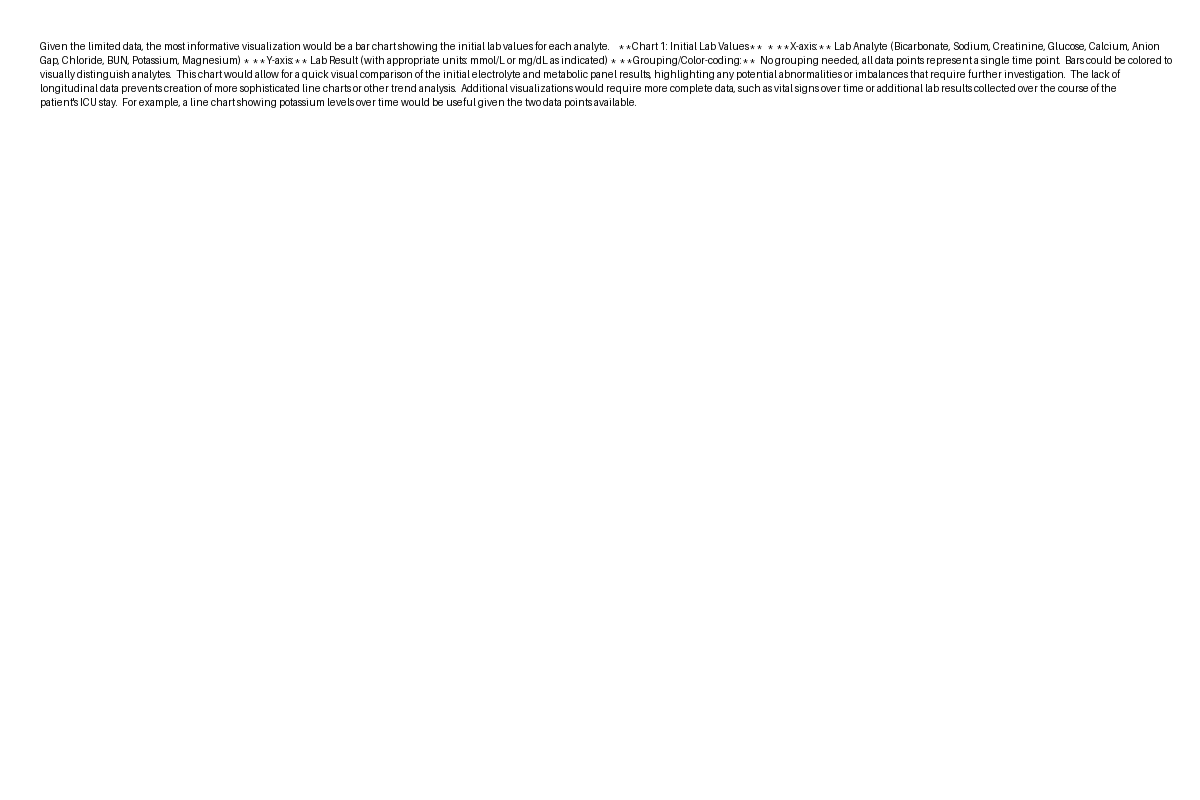 Given the limited data, the most informative visualization would be a bar chart showing the initial lab values for each analyte.   **Chart 1: Initial Lab Values**  * **X-axis:** Lab Analyte (Bicarbonate, Sodium, Creatinine, Glucose, Calcium, Anion
Gap, Chloride, BUN, Potassium, Magnesium) * **Y-axis:** Lab Result (with appropriate units: mmol/L or mg/dL as indicated) * **Grouping/Color-coding:**  No grouping needed, all data points represent a single time point.  Bars could be colored to
visually distinguish analytes.  This chart would allow for a quick visual comparison of the initial electrolyte and metabolic panel results, highlighting any potential abnormalities or imbalances that require further investigation.  The lack of
longitudinal data prevents creation of more sophisticated line charts or other trend analysis.  Additional visualizations would require more complete data, such as vital signs over time or additional lab results collected over the course of the
patient's ICU stay.  For example, a line chart showing potassium levels over time would be useful given the two data points available.